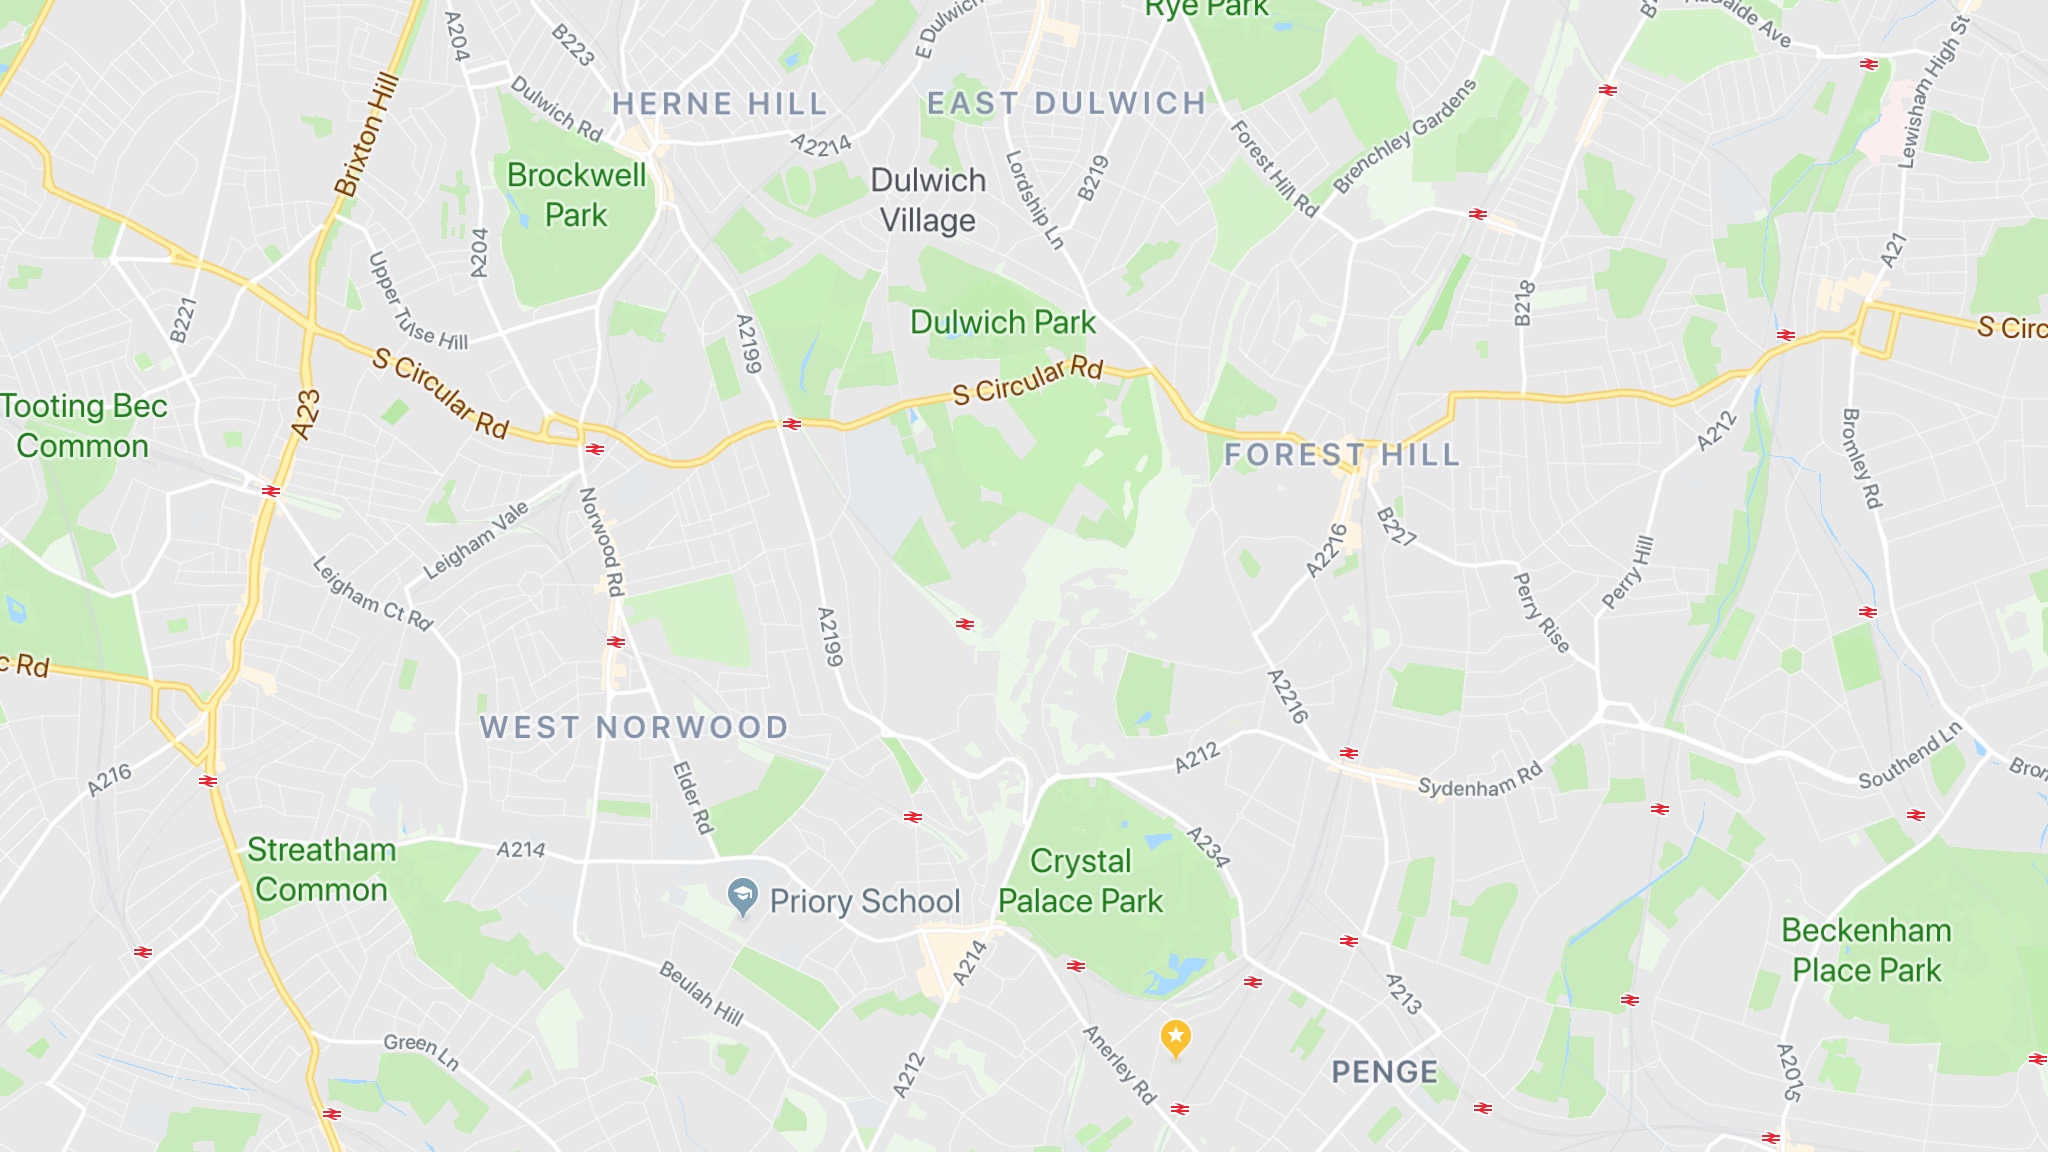 Rye Park
A204
B223
E Dulwich
Adelaide Ave
Lewisham High St
Brixton Hill
Dulwich Rd
HERNE HILL
EAST DULWICH
A2214
Forest Hill Rd
Brenchley Gardens
Brockwell
Park
Dulwich
Village
Lordship Ln
B219
A204
A21
Upper Tulse Hill
B221
A2199
Dulwich Park
B218
S Circ
S Circular Rd
S Circular Rd
A23
Tooting Bec
Common
A212
Bromley Rd
FOREST HILL
Leigham Vale
Norwood Rd
A2216
B227
Leigham Ct Rd
Perry Rise
Perry Hill
A2199
c Rd
A2216
WEST NORWOOD
A212
Southend Ln
Sydenham Rd
Bron
A216
Elder Rd
A214
Streatham
Common
A234
Crystal
Palace Park
Priory School
Beckenham
Place Park
A214
Beulah Hill
A213
Green Ln
Anerley Rd
A212
PENGE
A2015